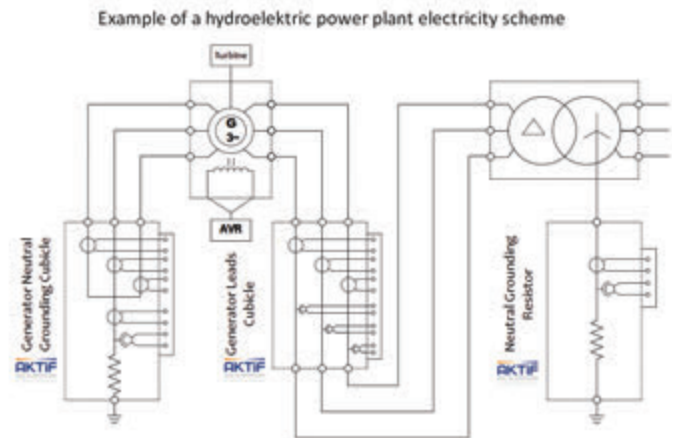 Example of a hydroelektric power plant electricity scheme
Turbine
G
3~
AVR
Generator Neutral
Grounding Cubicle
AKTIF
Generator Leads
Cubicle
AKTIF
Neutral Grounding
Resistor
AKTIF